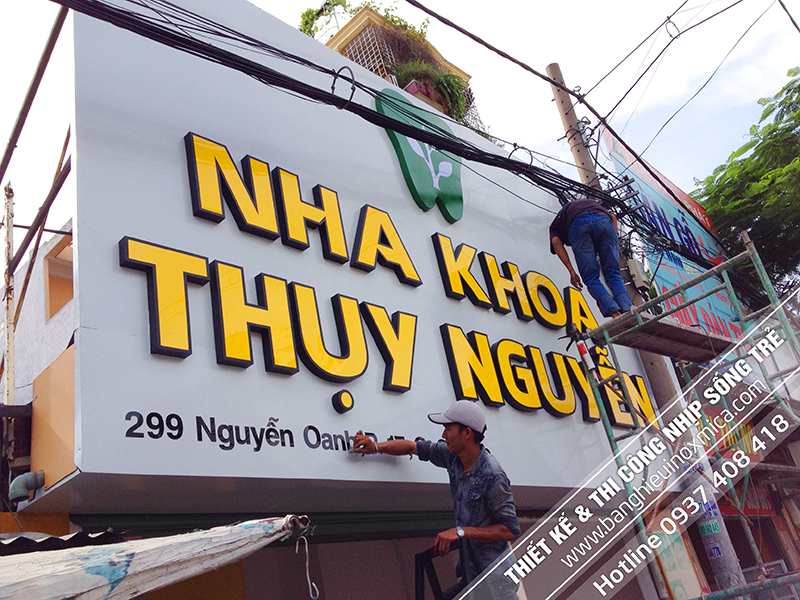 NHA KHOA
THỤY NGUYỄN
299 Nguyễn Oanh
THIẾT KẾ & THI CÔNG NHỊP SỐNG TRẺ
www.banghieuinoxmica.com
Hotline 0937 408 418